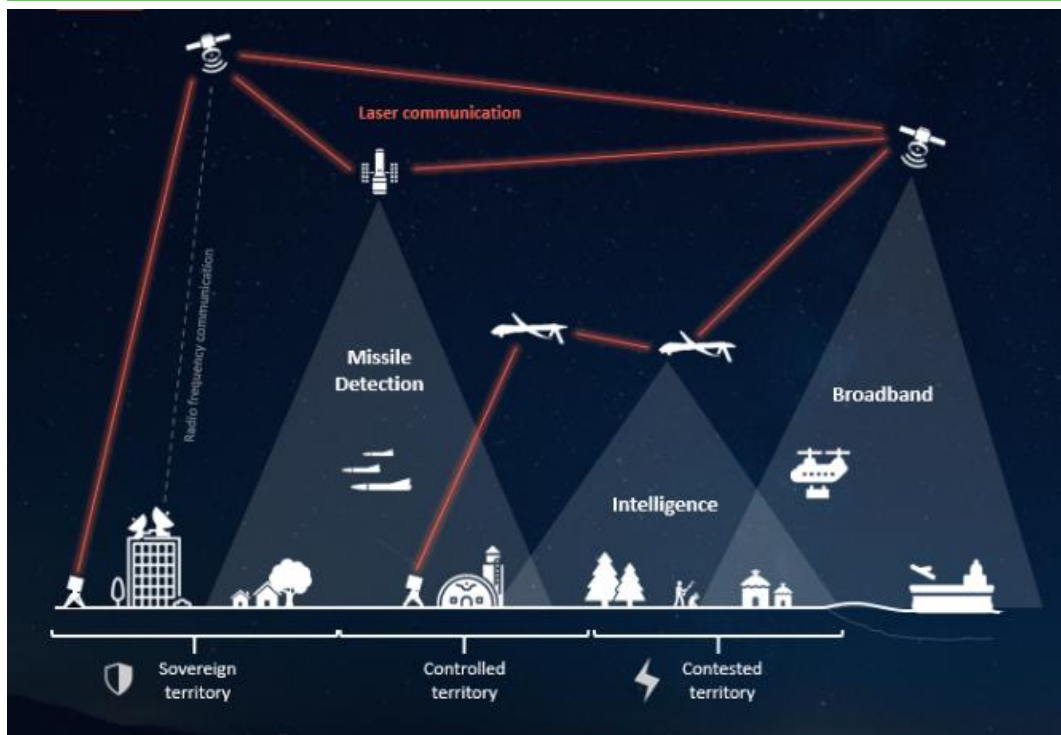 Laser communication
Radio frequency communication
Missile
Detection
Broadband
Intelligence
Sovereign
territory
Controlled
territory
Contested
territory